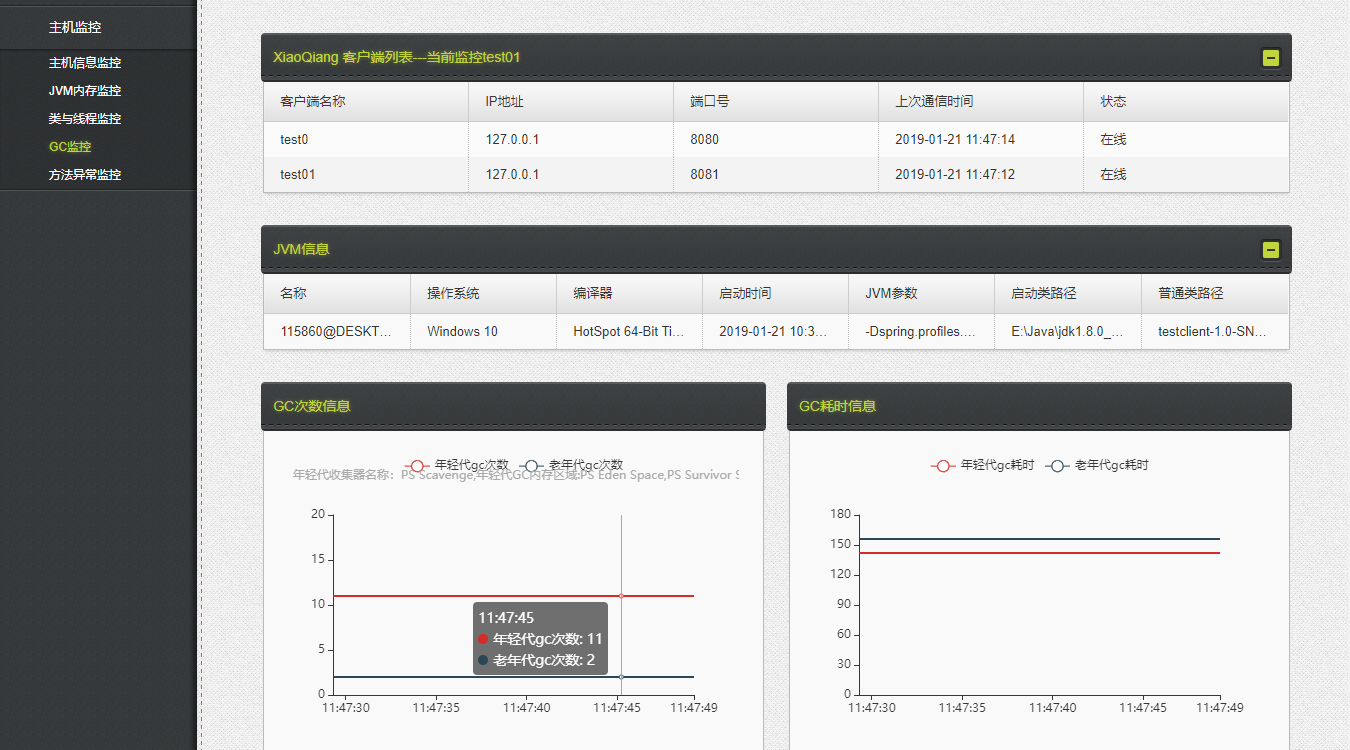 主机监控
主机信息监控
JVM内存监控
类与线程监控
GC监控
方法异常监控
XiaoQiang 客户端列表---当前监控test01
客户端名称 IP地址 端口号 上次通信时间 状态
test0 127.0.0.1 8080 2019-01-21 11:47:14 在线
test01 127.0.0.1 8081 2019-01-21 11:47:12 在线
JVM信息
名称 操作系统 编译器 启动时间 JVM参数 启动类路径 普通类路径
115860@DESKT... Windows 10 HotSpot 64-Bit Ti... 2019-01-21 10:3... -Dspring.profiles.... E:\Java\jdk1.8.0_... testclient-1.0-SN...
GC次数信息
年轻代gc次数 老年代gc次数
年轻代收集器名称：PS Scavenge,年轻代GC内存区域:PS Eden Space,PS Survivor S
20
15
10
5
0
11:47:45
年轻代gc次数: 11
老年代gc次数: 2
11:47:30 11:47:35 11:47:40 11:47:45 11:47:49
GC耗时信息
年轻代gc耗时 老年代gc耗时
180
150
120
90
60
30
0
11:47:30 11:47:35 11:47:40 11:47:45 11:47:49